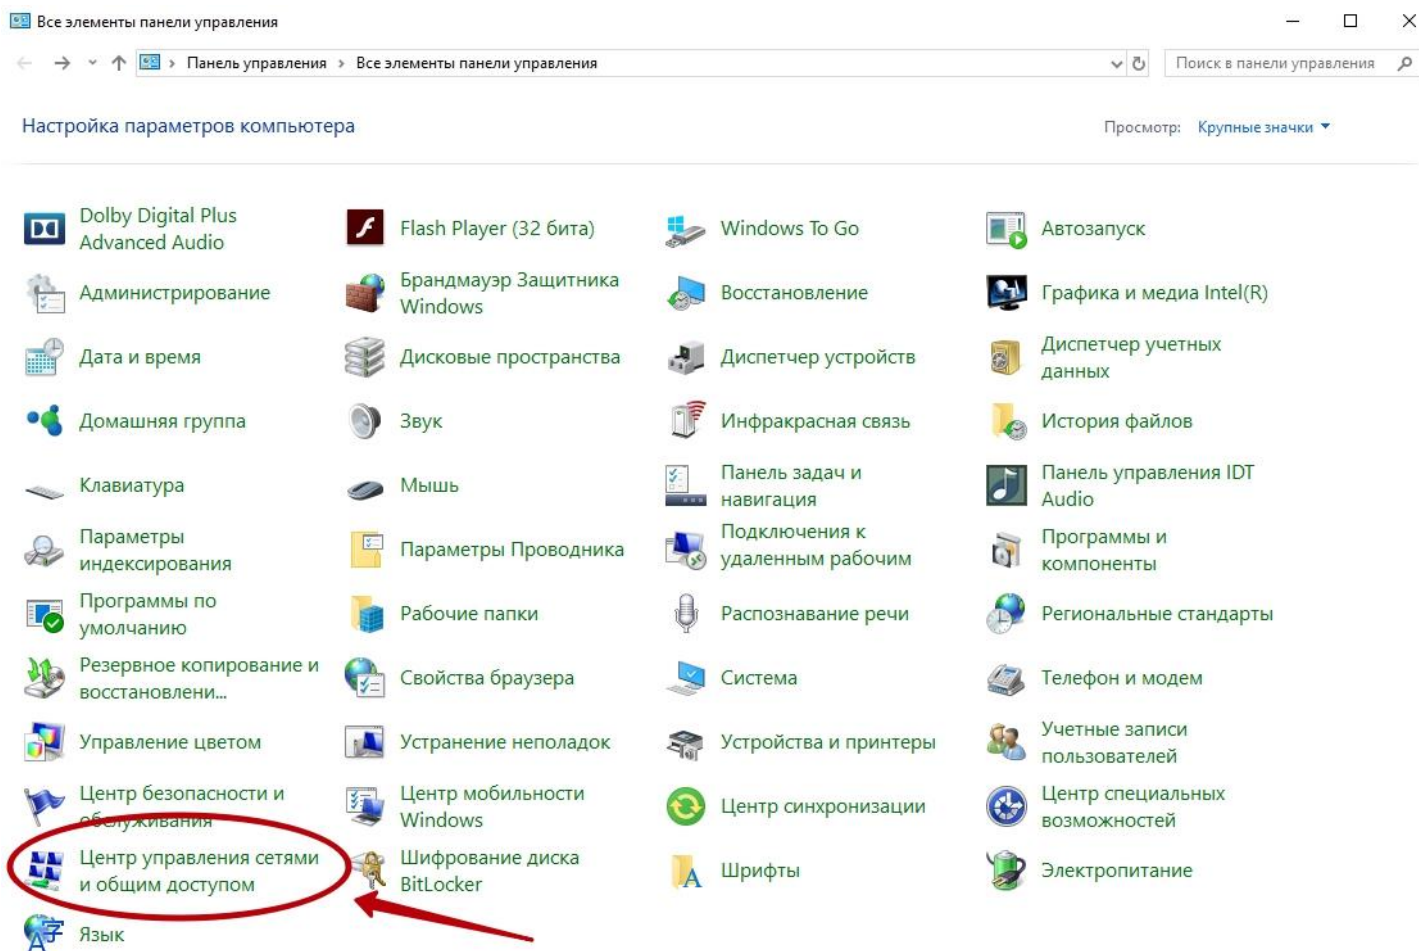 Все элементы панели управления
Панель управления > Все элементы панели управления
Поиск в панели управления
Настройка параметров компьютера
Просмотр: Крупные значки
Dolby Digital Plus
Advanced Audio
Flash Player (32 бита)
Windows To Go
Автозапуск
Администрирование
Брандмауэр Защитника
Windows
Восстановление
Графика и медиа Intel(R)
Дата и время
Дисковые пространства
Диспетчер устройств
Диспетчер учетных
данных
Домашняя группа
Звук
Инфракрасная связь
История файлов
Клавиатура
Мышь
Панель задач и
навигация
Панель управления IDT
Audio
Параметры
индексирования
Параметры Проводника
Подключения к
удаленным рабочим
Программы и
компоненты
Программы по
умолчанию
Рабочие папки
Распознавание речи
Региональные стандарты
Резервное копирование и
восстановлени...
Свойства браузера
Система
Телефон и модем
Управление цветом
Устранение неполадок
Устройства и принтеры
Учетные записи
пользователей
Центр безопасности и
обслуживания
Центр мобильности
Windows
Центр синхронизации
Центр специальных
возможностей
Центр управления сетями
и общим доступом
Шифрование диска
BitLocker
Шрифты
Электропитание
Язык